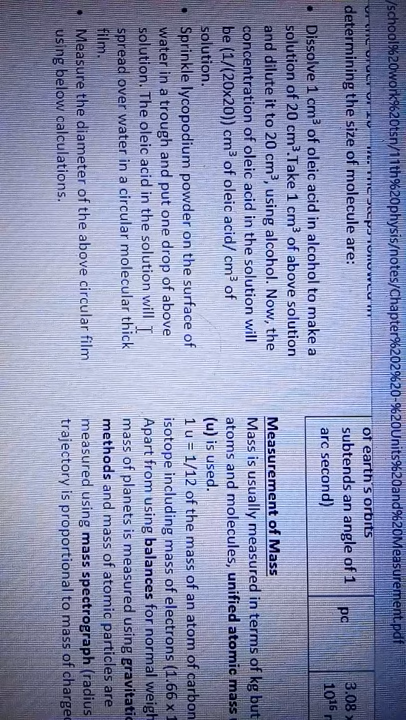 /school%20work%20tsn/11th%20physis/notes/Chapter%202%20-%20Units%20and%20Measurement.pdf
determining the size of molecule are:
• Dissolve 1 cm³ of oleic acid in alcohol to make a
solution of 20 cm³.Take 1 cm³ of above solution
and dilute it to 20 cm³, using alcohol. Now, the
concentration of oleic acid in the solution will
be (1/(20x20)) cm³ of oleic acid/ cm³ of
solution.
• Sprinkle lycopodium powder on the surface of
water in a trough and put one drop of above
solution. The oleic acid in the solution will
spread over water in a circular molecular thick
film.
• Measure the diameter of the above circular film
using below calculations.
of earth's orbits
subtends an angle of 1
arc second)
pc
3.08
10¹⁶
Measurement of Mass
Mass is usually measured in terms of kg but
atoms and molecules, unified atomic mass
(u) is used.
1 u = 1/12 of the mass of an atom of carbon
isotope including mass of electrons (1.66 x 1
Apart from using balances for normal weigh
mass of planets is measured using gravitatio
methods and mass of atomic particles are
measured using mass spectrograph (radius
trajectory is proportional to mass of charge